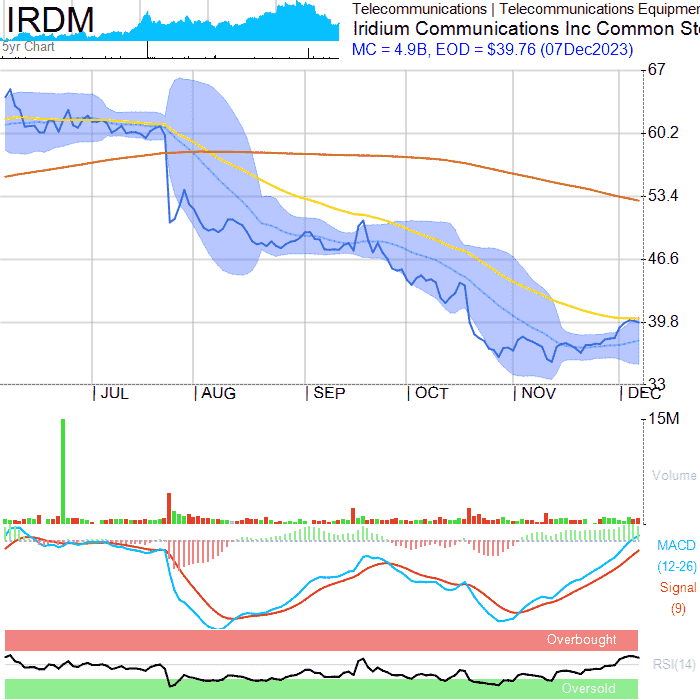 IRDM
5yr Chart
Telecommunications | Telecommunications Equipmen
Iridium Communications Inc Common Sto
MC = 4.9B, EOD = $39.76 (07Dec2023)
67
60.2
53.4
46.6
39.8
33
| JUL | AUG | SEP | OCT | NOV | DEC
15M
Volume
MACD
(12-26)
Signal
(9)
Overbought
RSI(14)
Oversold